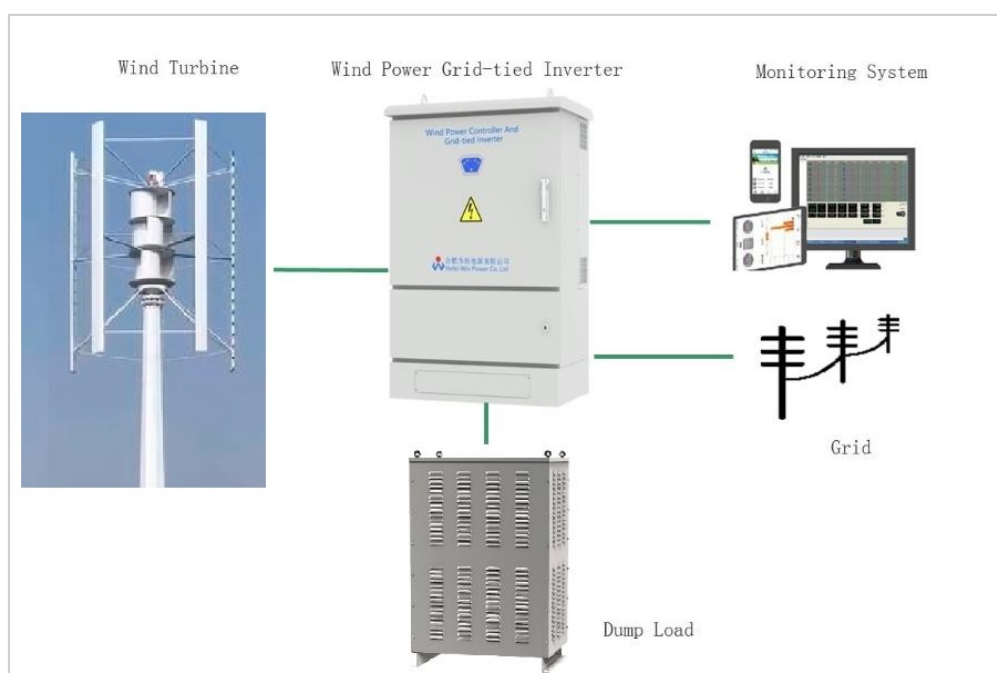 Wind Turbine
Wind Power Grid-tied Inverter
Monitoring System
Wind Power Controller And
Grid-tied Inverter
Hefei Win Power Co.,Ltd
Grid
Dump Load